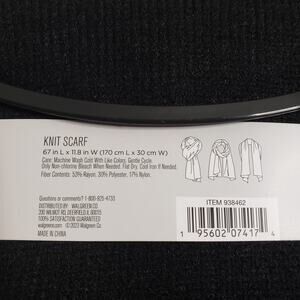 KNIT SCARF
67 in L x 11.8 in W (170 cm L x 30 cm W)
Care: Machine Wash Cold With Like Colors, Gentle Cycle.
Only Non-chlorine Bleach When Needed. Flat Dry. Cool Iron If Needed.
Fiber Content: 53% Rayon, 30% Polyester, 17% Nylon.
Questions or comments? 1-800-925-4733
DISTRIBUTED BY: WALGREEN CO.
200 WILMOT RD, DEERFIELD, IL 60015
100% SATISFACTION GUARANTEED
walgreens.com ©2023 Walgreen Co.
MADE IN CHINA
ITEM 938462
1 95602 07417 4